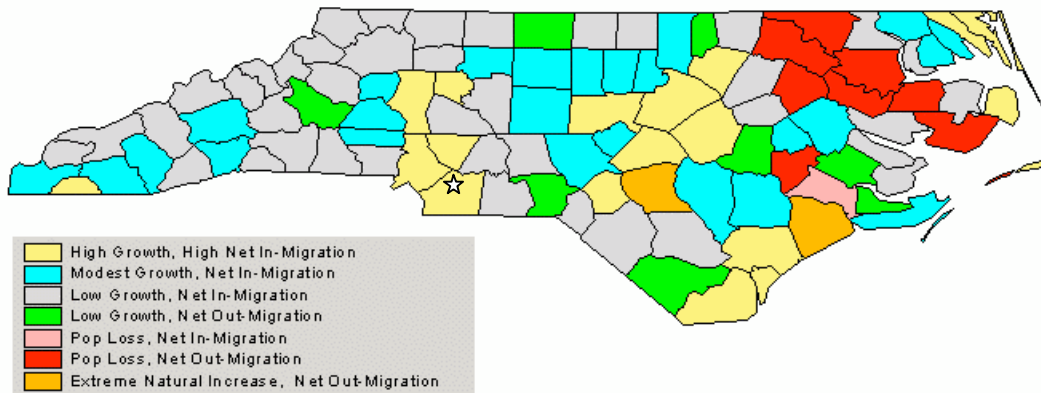 High Growth, High Net In-Migration
Modest Growth, Net In-Migration
Low Growth, Net In-Migration
Low Growth, Net Out-Migration
Pop Loss, Net In-Migration
Pop Loss, Net Out-Migration
Extreme Natural Increase, Net Out-Migration